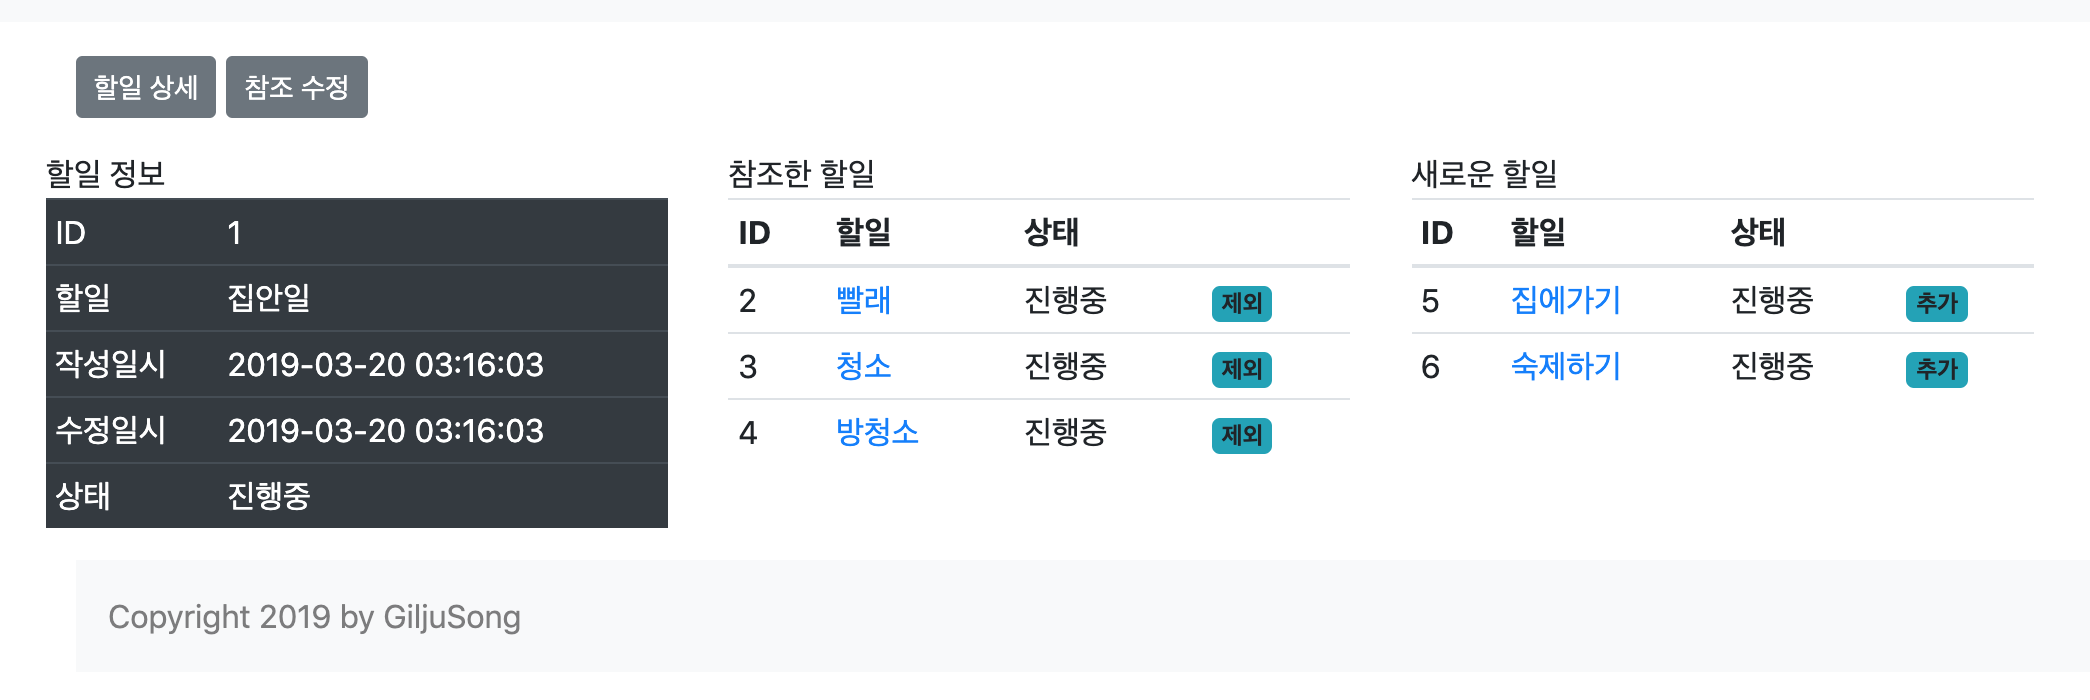 할일 상세 참조 수정
할일 정보
ID 1
할일 집안일
작성일시 2019-03-20 03:16:03
수정일시 2019-03-20 03:16:03
상태 진행중
참조한 할일
ID 할일 상태
2 빨래 진행중 제외
3 청소 진행중 제외
4 방청소 진행중 제외
새로운 할일
ID 할일 상태
5 집에가기 진행중 추가
6 숙제하기 진행중 추가
Copyright 2019 by GiljuSong